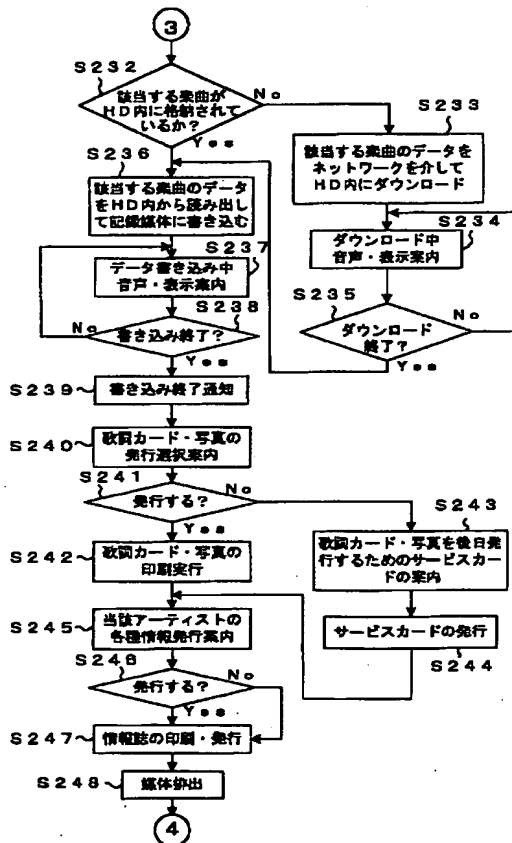 3
S232
該当する楽曲が
HD内に格納されて
いるか?
No
Yes
S233
該当する楽曲のデータを
ネットワークを介して
HD内にダウンロード
S234
ダウンロード中
音声・表示案内
S235
ダウンロード
終了?
No
Yes
S236
該当する楽曲のデータ
をHD内から読み出し
て記録媒体に書き込む
S237
データ書き込み中
音声・表示案内
S238
書き込み終了?
No
Yes
S239
書き込み終了通知
S240
歌詞カード・写真の
発行選択案内
S241
発行する?
No
Yes
S242
歌詞カード・写真の
印刷実行
S243
歌詞カード・写真を後日発
行するためのサービスカー
ドの案内
サービスカードの発行
S244
S245
当該アーティストの
各種情報発行案内
S246
発行する?
No
Yes
S247
情報誌の印刷・発行
S248
媒体排出
4